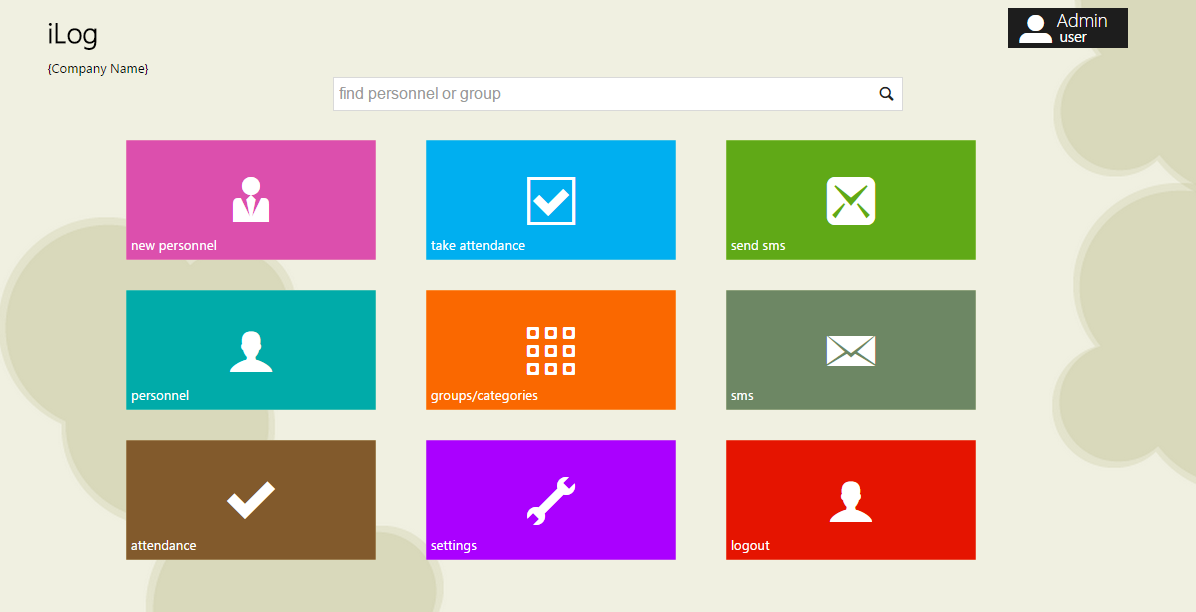 iLog
Admin
user
{Company Name}
find personnel or group
new personnel
take attendance
send sms
personnel
groups/categories
sms
attendance
settings
logout